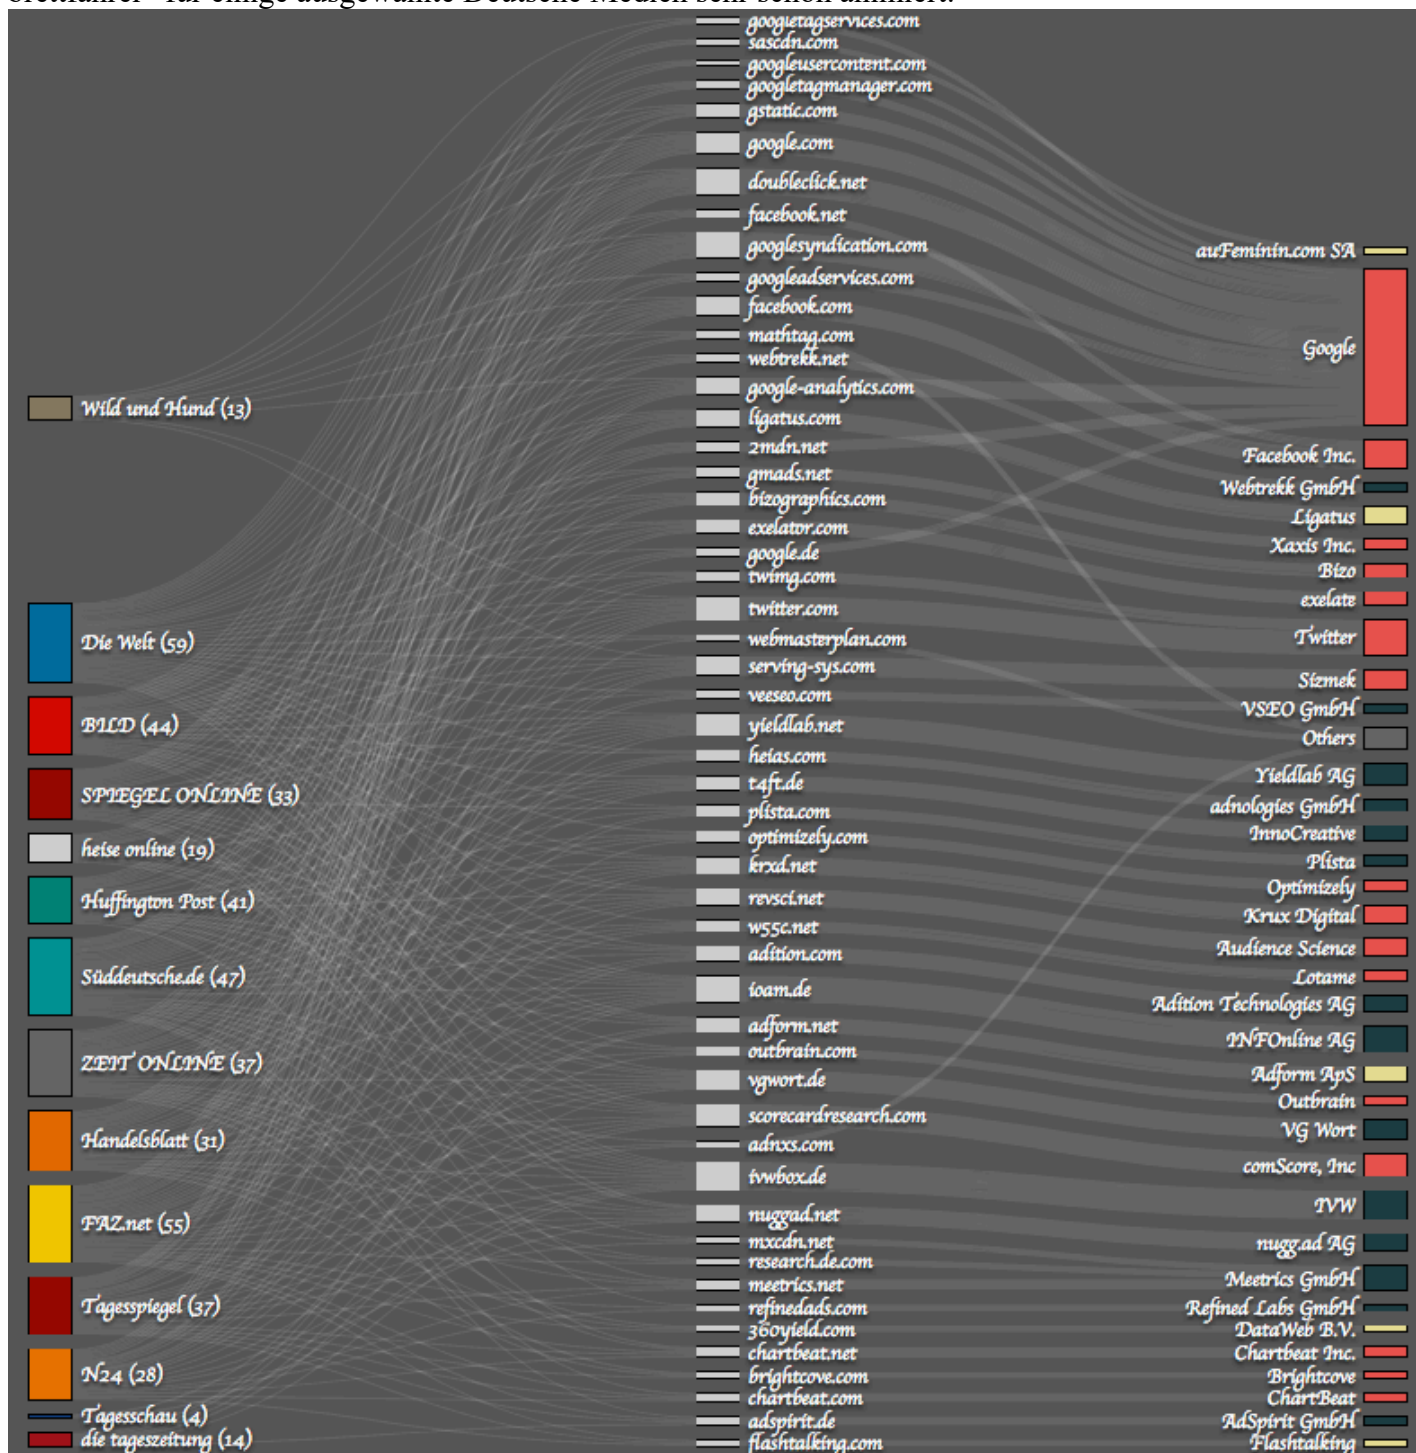 googletagservices.com
sascdn.com
googleusercontent.com
googletagmanager.com
gstatic.com
google.com
doubleclick.net
facebook.net
googlesyndication.com
googleadservices.com
facebook.com
mathtag.com
webtrekk.net
google-analytics.com
ligatus.com
2mdn.net
gmads.net
bizographics.com
exelator.com
google.de
twimg.com
twitter.com
webmasterplan.com
serving-sys.com
veeseo.com
yieldlab.net
heias.com
t4ft.de
plista.com
optimizely.com
krxd.net
revsci.net
w55c.net
adition.com
ioam.de
adform.net
outbrain.com
vgwort.de
scorecardresearch.com
adnxs.com
ivwbox.de
nuggad.net
mxcdn.net
research.de.com
meetrics.net
refinedads.com
360yield.com
chartbeat.net
brightcove.com
chartbeat.com
adspirit.de
flashtalking.com
Wild und Hund (13)
Die Welt (59)
BILD (44)
SPIEGEL ONLINE (33)
heise online (19)
Huffington Post (41)
Süddeutsche.de (47)
ZEIT ONLINE (37)
Handelsblatt (31)
FAZ.net (55)
Tagesspiegel (37)
N24 (28)
Tagesschau (4)
die tageszeitung (14)
auFeminin.com SA
Google
Facebook Inc.
Webtrekk GmbH
Ligatus
Xaxis Inc.
Bizo
exelate
Twitter
Sizmek
VSEO GmbH
Others
Yieldlab AG
adnologies GmbH
InnoCreative
Plista
Optimizely
Krux Digital
Audience Science
Lotame
Adition Technologies AG
INFOnline AG
Adform ApS
Outbrain
VG Wort
comScore, Inc
IVW
nugg.ad AG
Meetrics GmbH
Refined Labs GmbH
DataWeb B.V.
Chartbeat Inc.
Brightcove
ChartBeat
AdSpirit GmbH
Flashtalking